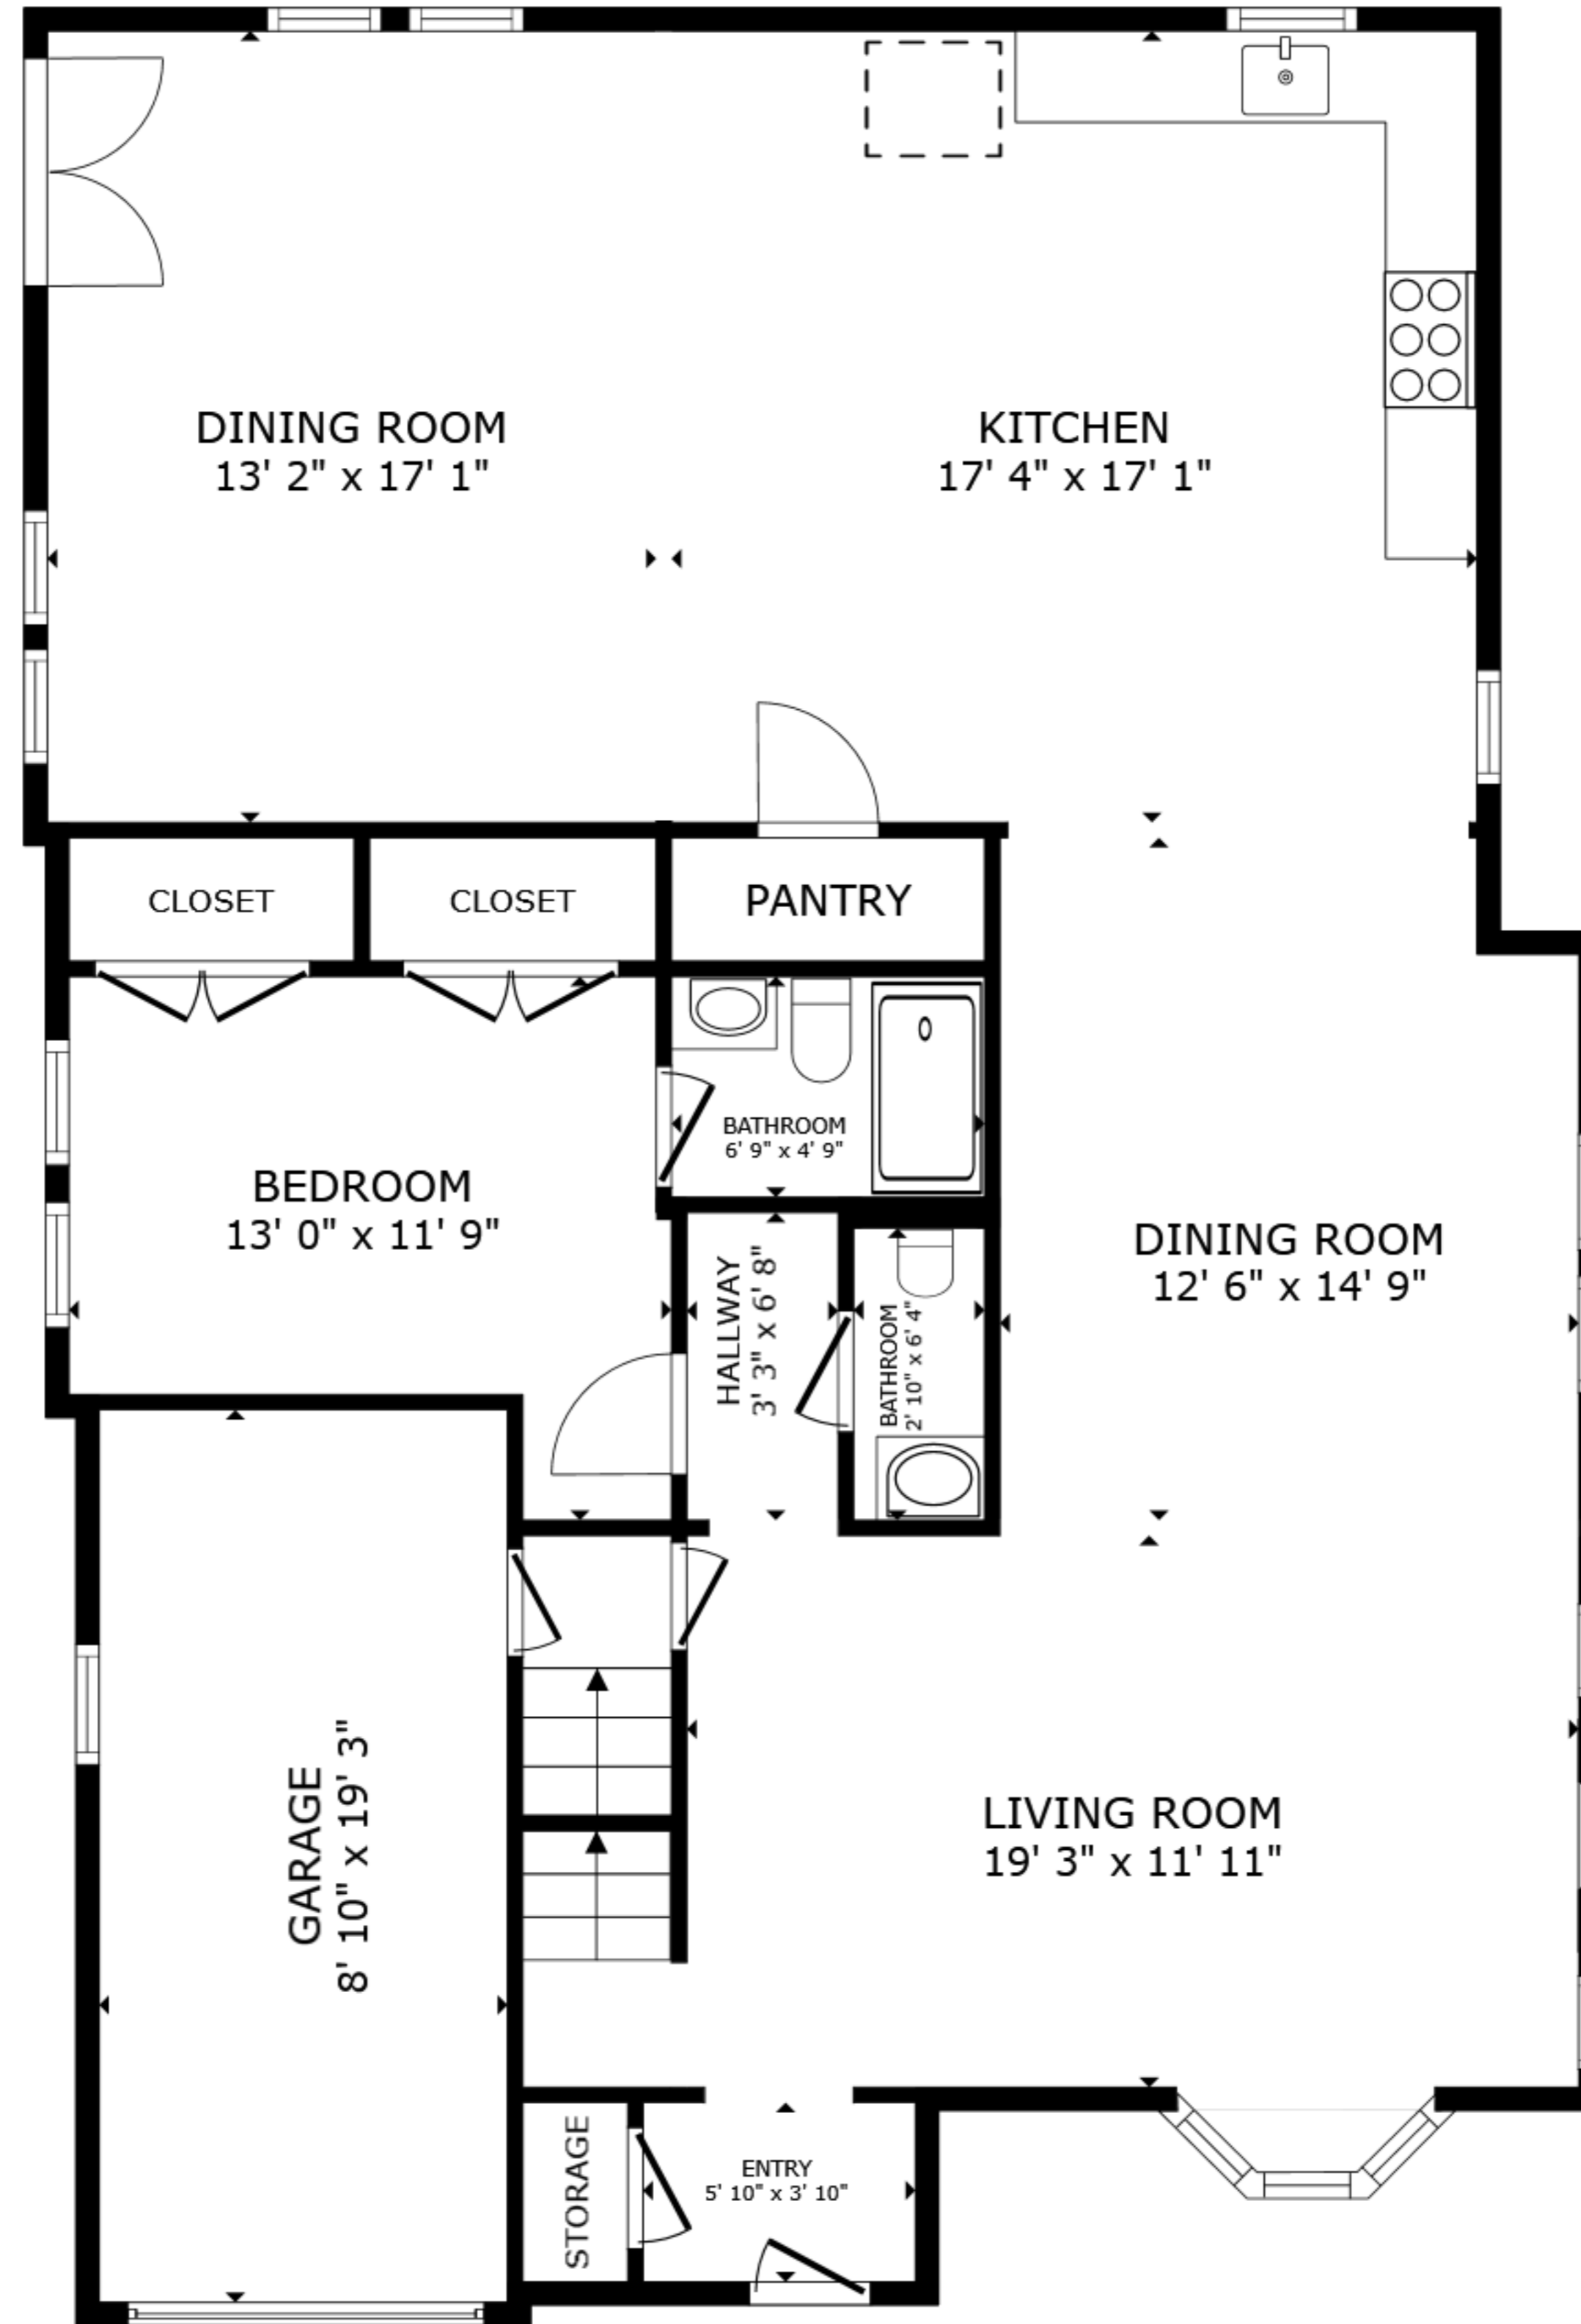 DINING ROOM
13' 2" x 17' 1"
KITCHEN
17' 4" x 17' 1"
CLOSET
CLOSET
PANTRY
BATHROOM
6' 9" x 4' 9"
BEDROOM
13' 0" x 11' 9"
HALLWAY
3' 3" x 6' 8"
BATHROOM
2' 10" x 6' 4"
DINING ROOM
12' 6" x 14' 9"
GARAGE
8' 10" x 19' 3"
LIVING ROOM
19' 3" x 11' 11"
STORAGE
ENTRY
5' 10" x 3' 10"